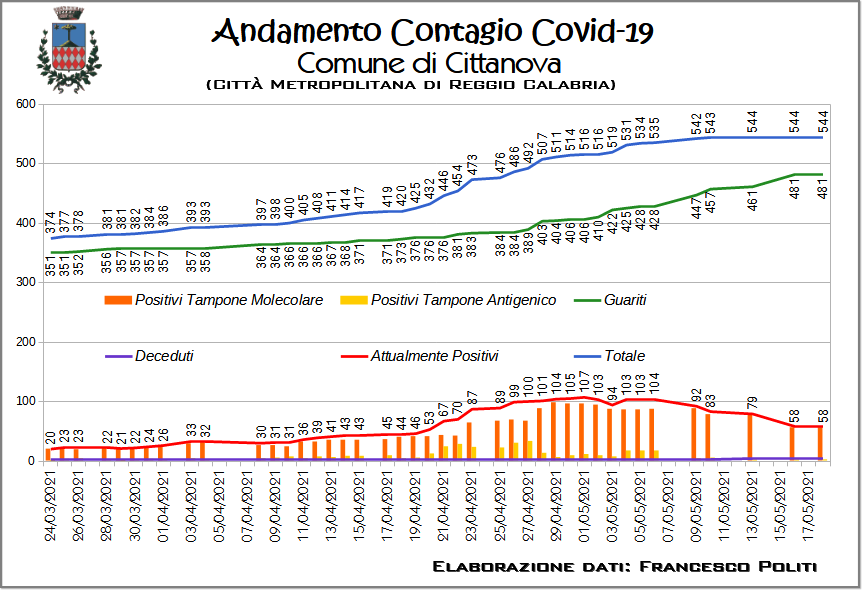 Andamento Contagio Covid-19
Comune di Cittanova
(Città Metropolitana di Reggio Calabria)
600
500
400
300
200
100
0
374 377 378 381 381 382 384 386 393 393 397 398 400 405 408 411 414 417 419 420 425 432 446 454 473 476 486 492 507 511 514 516 516 519 531 534 535 542 543 544 544 544
351 351 352 356 357 357 357 357 357 358 364 364 366 366 366 367 368 371 371 373 376 376 376 381 383 384 384 389 403 404 406 406 410 422 425 428 428 447 457 461 481 481
Positivi Tampone Molecolare Positivi Tampone Antigenico Guariti
Deceduti Attualmente Positivi Totale
20 23 23 22 21 22 24 26 33 32 30 31 31 36 39 41 43 43 45 44 46 53 67 70 87 89 99 100 101 104 105 107 103 94 103 103 104 92 83 79 58 58
24/03/2021 26/03/2021 28/03/2021 30/03/2021 01/04/2021 03/04/2021 05/04/2021 07/04/2021 09/04/2021 11/04/2021 13/04/2021 15/04/2021 17/04/2021 19/04/2021 21/04/2021 23/04/2021 25/04/2021 27/04/2021 29/04/2021 01/05/2021 03/05/2021 05/05/2021 07/05/2021 09/05/2021 11/05/2021 13/05/2021 15/05/2021 17/05/2021
Elaborazione dati: Francesco Politi